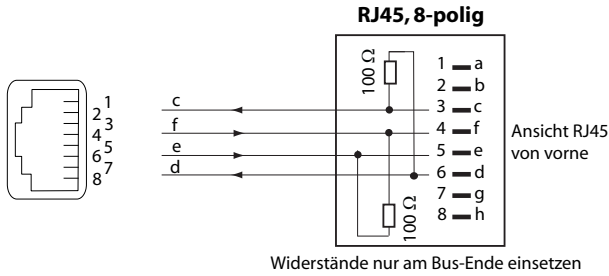 RJ45, 8-polig
1
2
3
4
5
6
7
8
c
f
e
d
100 Ω
100 Ω
1 a
2 b
3 c
4 f
5 e
6 d
7 g
8 h
Ansicht RJ45
von vorne
Widerstände nur am Bus-Ende einsetzen